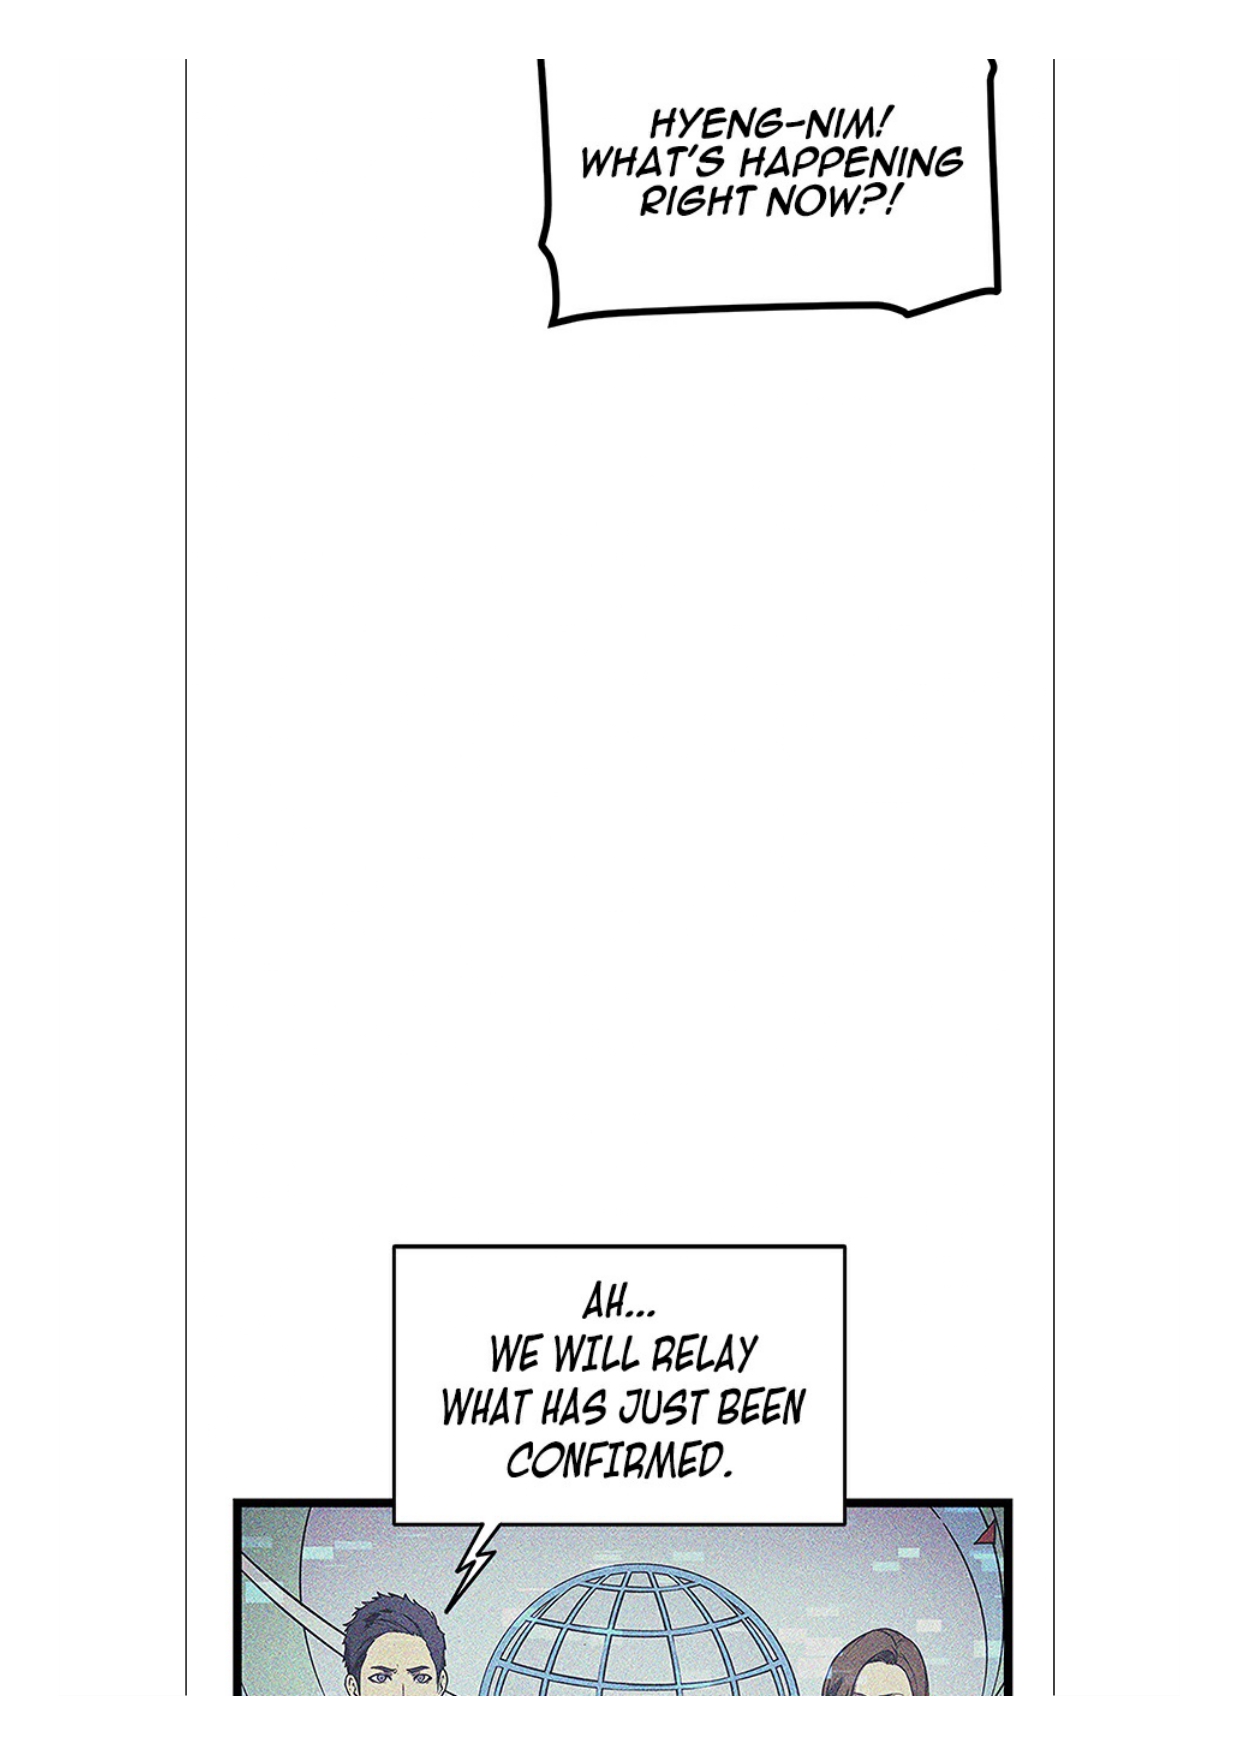 HYENG-NIM!
WHAT'S HAPPENING
RIGHT NOW?!
AH...
WE WILL RELAY
WHAT HAS JUST BEEN
CONFIRMED.